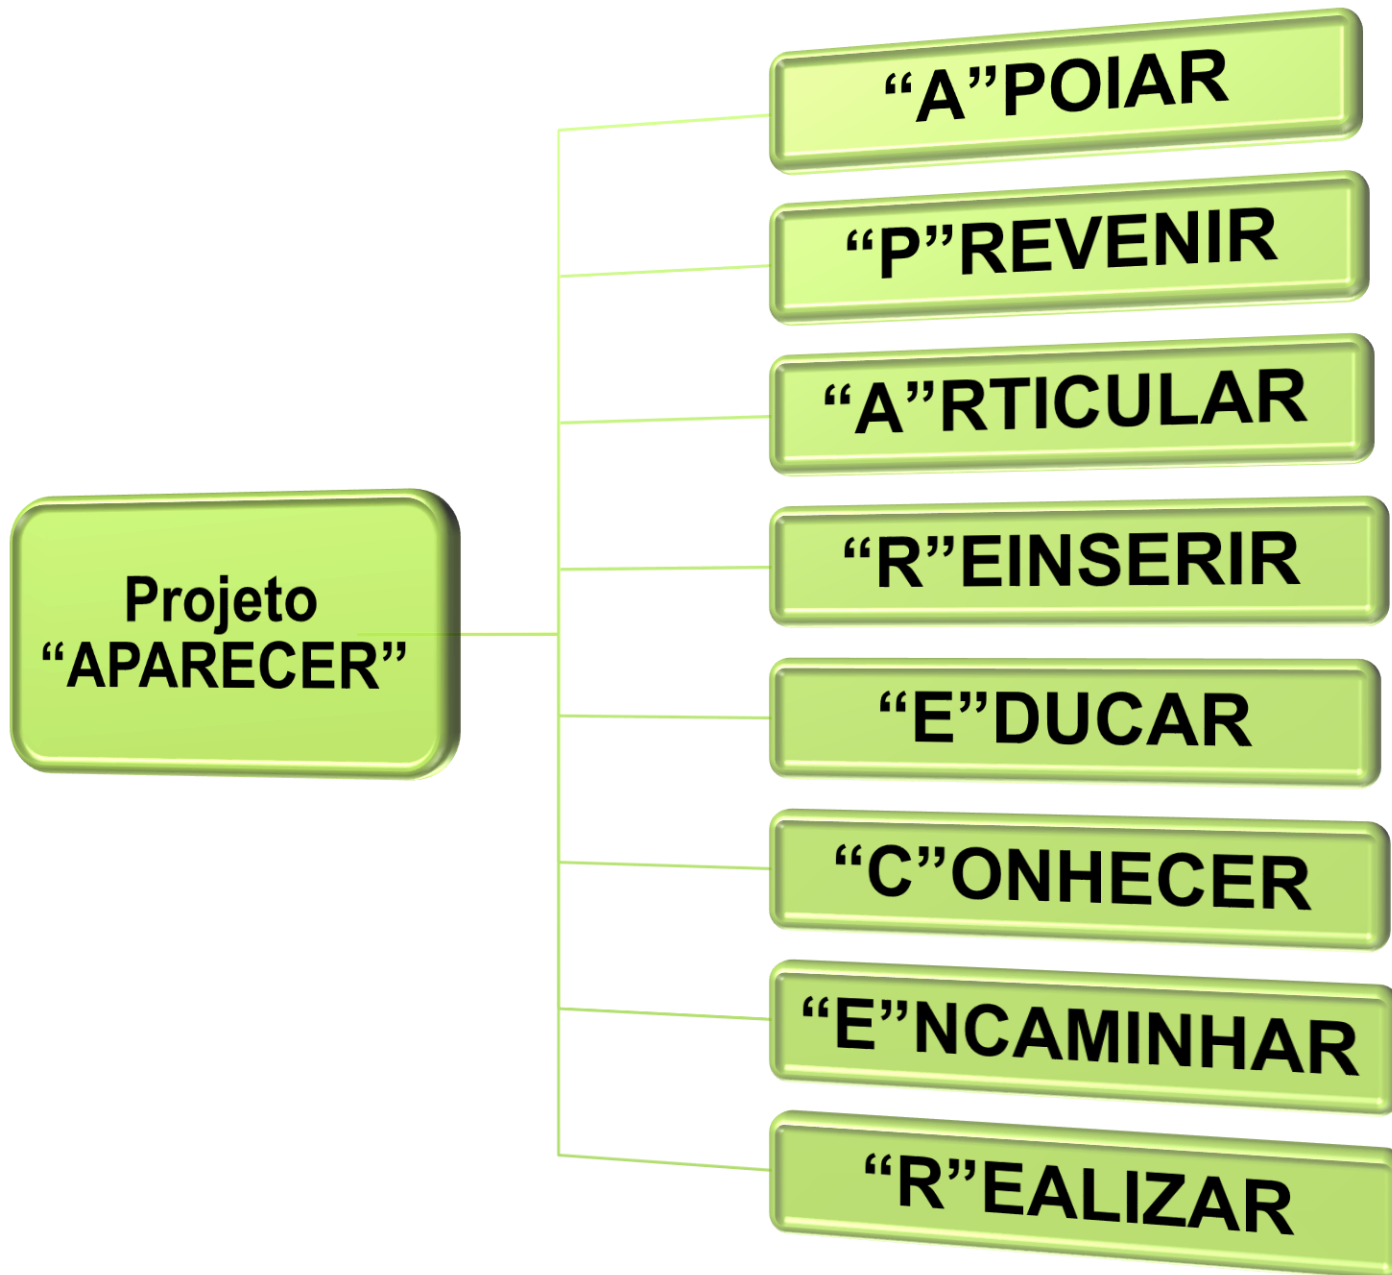 Projeto
“APARECER”
“A”POIAR
“P”REVENIR
“A”RTICULAR
“R”EINSERIR
“E”DUCAR
“C”ONHECER
“E”NCAMINHAR
“R”EALIZAR